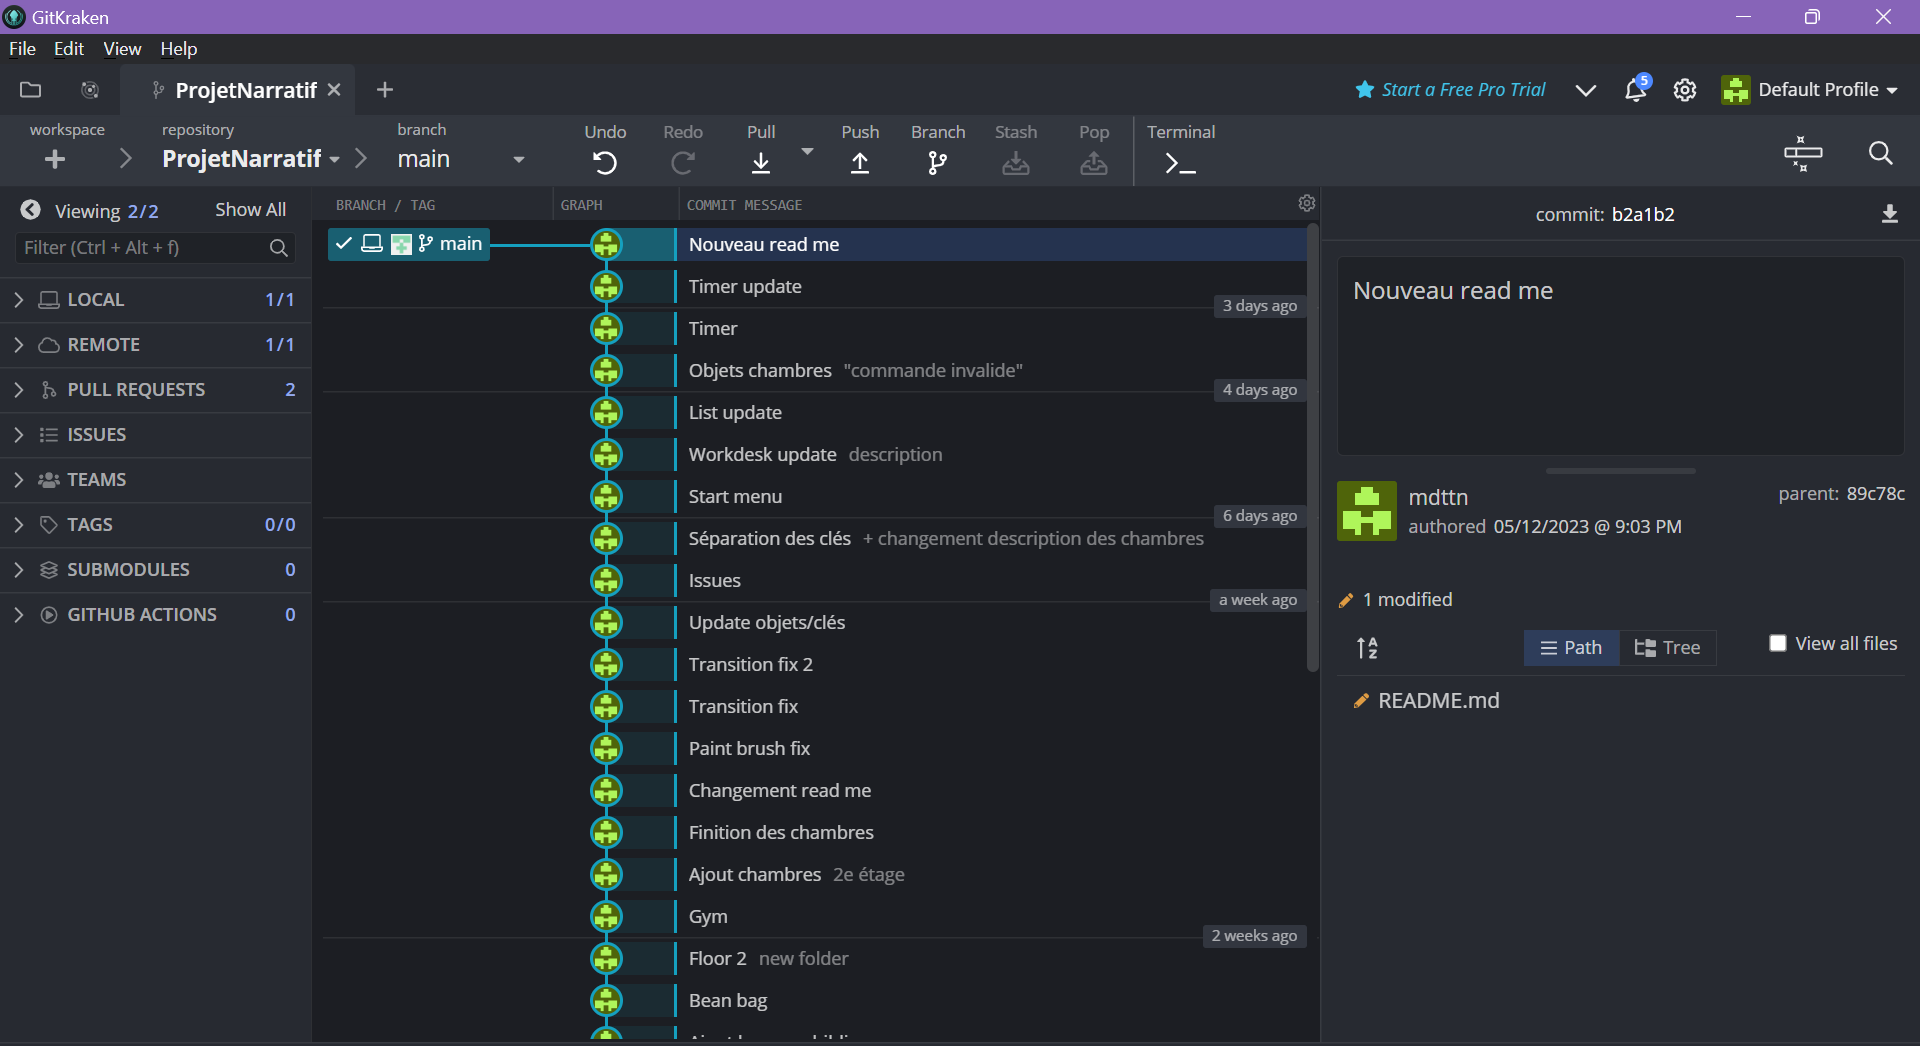 GitKraken
File Edit View Help
ProjetNarratif
Start a Free Pro Trial
5
Default Profile
workspace
repository
ProjetNarratif
branch
main
Undo
Redo
Pull
Push
Branch
Stash
Pop
Terminal
Viewing 2/2
Show All
Filter (Ctrl + Alt + f)
LOCAL 1/1
REMOTE 1/1
PULL REQUESTS 2
ISSUES
TEAMS
TAGS 0/0
SUBMODULES 0
GITHUB ACTIONS 0
BRANCH / TAG
GRAPH
COMMIT MESSAGE
main
Nouveau read me
Timer update
3 days ago
Timer
Objets chambres "commande invalide"
4 days ago
List update
Workdesk update description
Start menu
6 days ago
Séparation des clés + changement description des chambres
Issues
a week ago
Update objets/clés
Transition fix 2
Transition fix
Paint brush fix
Changement read me
Finition des chambres
Ajout chambres 2e étage
Gym
2 weeks ago
Floor 2 new folder
Bean bag
commit: b2a1b2
Nouveau read me
mdttn
authored 05/12/2023 @ 9:03 PM
parent: 89c78c
1 modified
Path
Tree
View all files
README.md